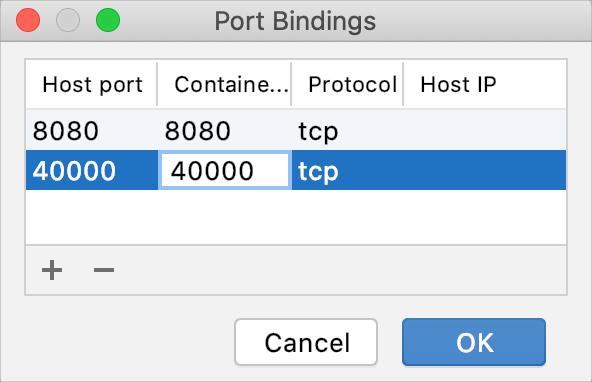 Port Bindings
Host port Containe... Protocol Host IP
8080 8080 tcp
40000 40000 tcp
Cancel OK